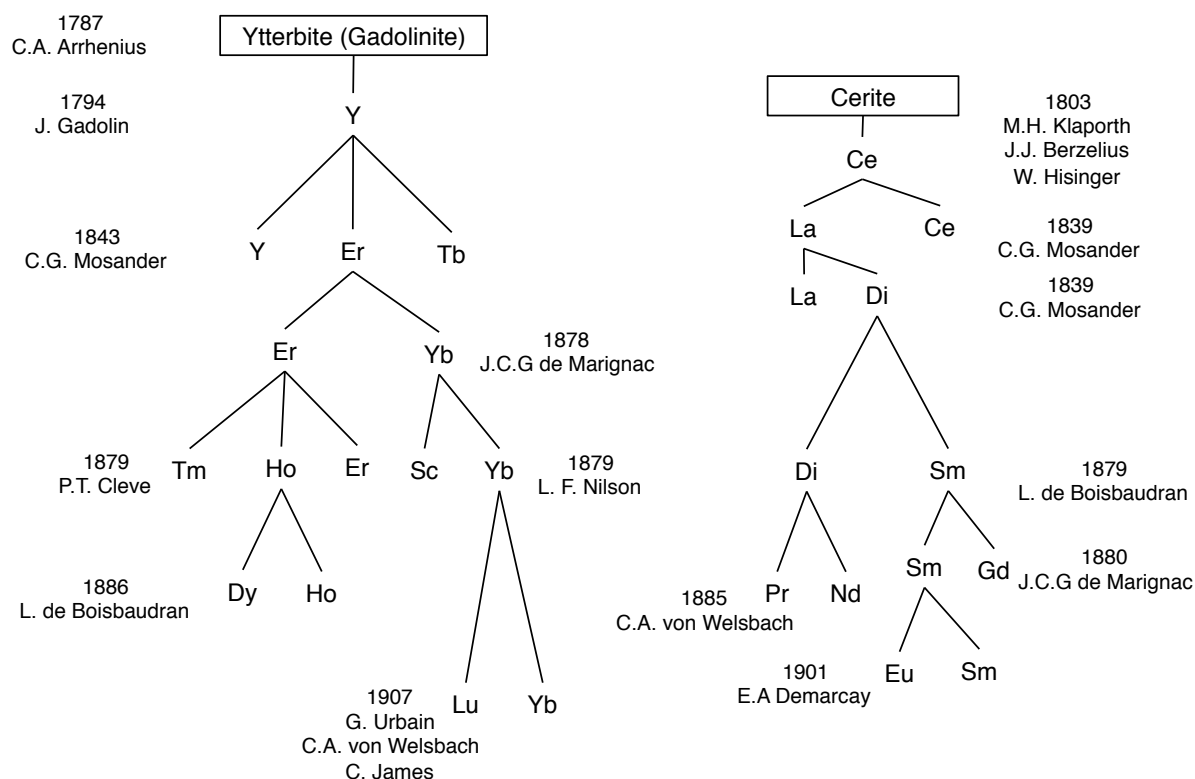 1787
C.A. Arrhenius
Ytterbite (Gadolinite)
1794
J. Gadolin
Y
1843
C.G. Mosander
Y
Er
Tb
Er
Yb
1878
J.C.G de Marignac
1879
P.T. Cleve
Tm
Ho
Er
Sc
Yb
1879
L. F. Nilson
1886
L. de Boisbaudran
Dy
Ho
1907
G. Urbain
C.A. von Welsbach
C. James
Lu
Yb
Cerite
1803
M.H. Klaporth
J.J. Berzelius
W. Hisinger
Ce
La
Ce
1839
C.G. Mosander
La
Di
1839
C.G. Mosander
Di
Sm
1879
L. de Boisbaudran
1885
C.A. von Welsbach
Pr
Nd
Sm
Gd
1880
J.C.G de Marignac
1901
E.A Demarcay
Eu
Sm